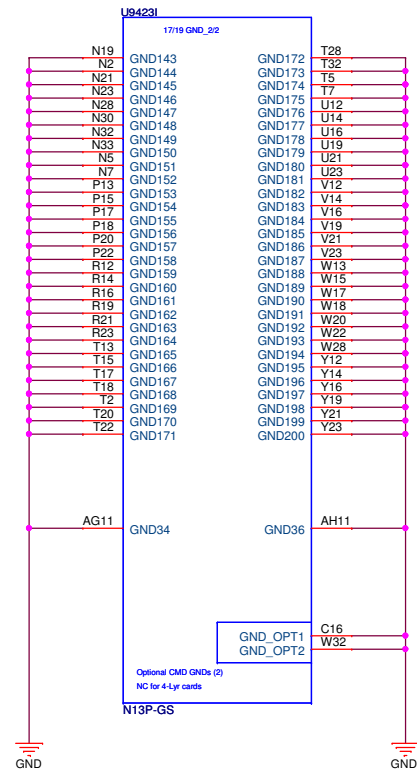 U9423I
17/19 GND_2/2
N19 GND143 GND172 T28
N2 GND144 GND173 T32
N21 GND145 GND174 T5
N23 GND146 GND175 T7
N28 GND147 GND176 U12
N30 GND148 GND177 U14
N32 GND149 GND178 U16
N33 GND150 GND179 U19
N5 GND151 GND180 U21
N7 GND152 GND181 U23
P13 GND153 GND182 V12
P15 GND154 GND183 V14
P17 GND155 GND184 V16
P18 GND156 GND185 V19
P20 GND157 GND186 V21
P22 GND158 GND187 V23
R12 GND159 GND188 W13
R14 GND160 GND189 W15
R16 GND161 GND190 W17
R19 GND162 GND191 W18
R21 GND163 GND192 W20
R23 GND164 GND193 W22
T13 GND165 GND194 W28
T15 GND166 GND195 Y12
T17 GND167 GND196 Y14
T18 GND168 GND197 Y16
T2 GND169 GND198 Y19
T20 GND170 GND199 Y21
T22 GND171 GND200 Y23
AG11 GND34 GND36 AH11
GND_OPT1 C16
GND_OPT2 W32
Optional CMD GNDs (2)
NC for 4-Lyr cards
N13P-GS
GND GND